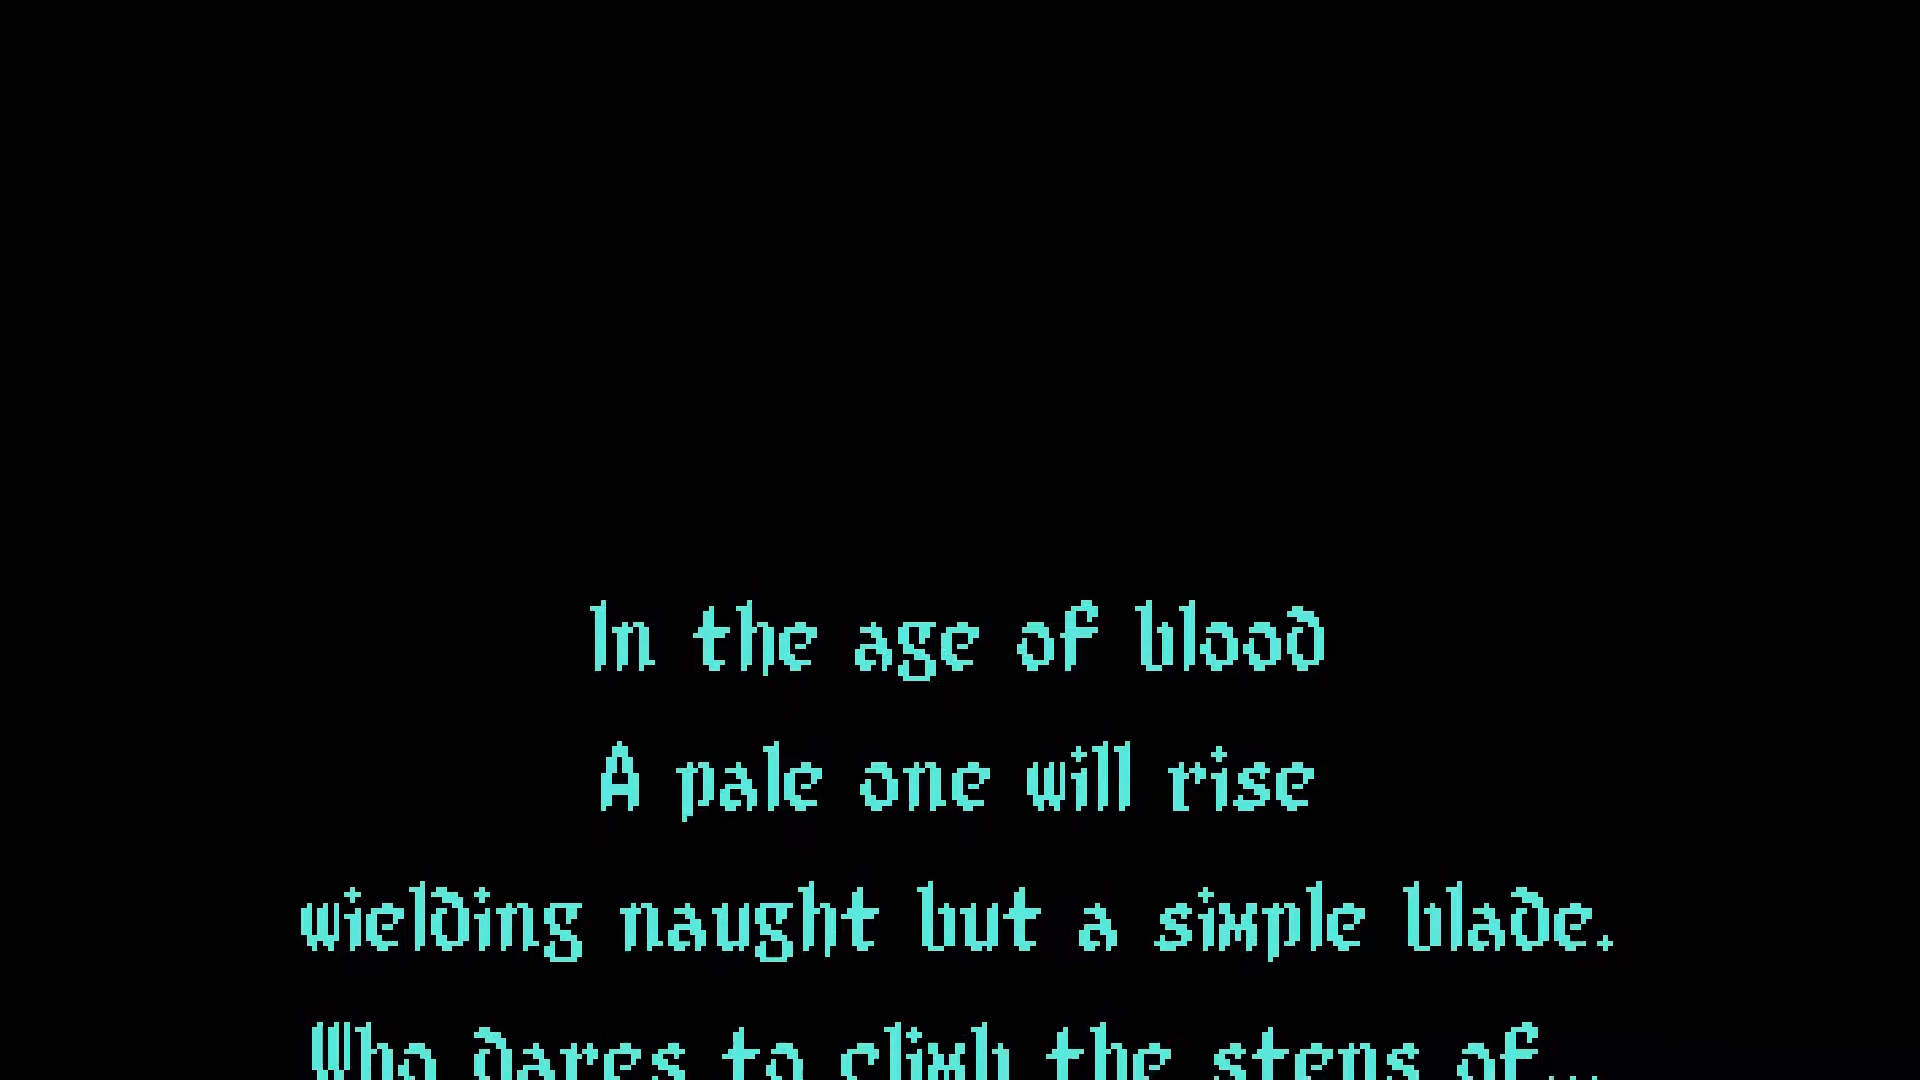 In the age of blood
A pale one will rise
wielding naught but a simple blade.
Who dares to climb the steps of...